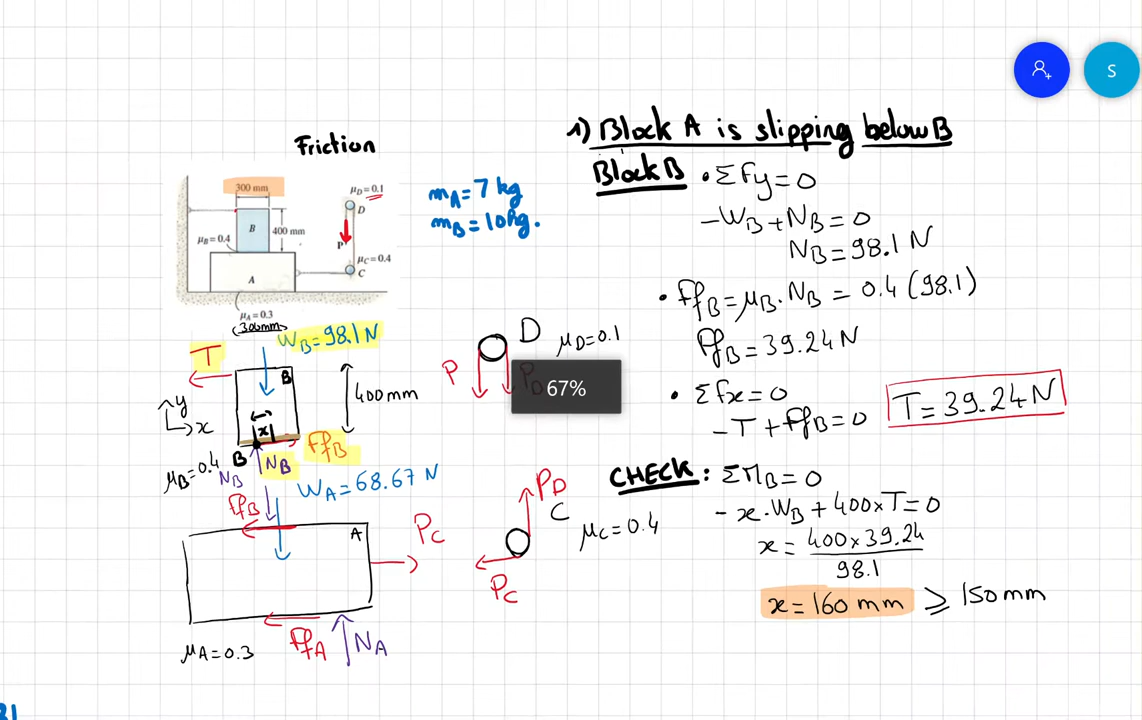 S
Friction
300 mm
μD=0.1
D
B
400 mm
P
μB = 0.4
μC=0.4
C
A
μA=0.3
mA=7 kg
mB=10kg.
300mm
WB=98.1 N
T
B
400mm
y
x
x
B
FfB
μB=0.4
NB
NB
WA=68.67 N
FfB
A
PC
μA=0.3
FfA
NA
D
μD=0.1
P
PD
67%
PD
C
μC=0.4
PC
1) Block A is slipping below B
Block B
• Σfy=0
-WB+NB=0
NB=98.1 N
• FfB=μB.NB = 0.4 (98.1)
FfB=39.24N
• Σfx=0
-T+FfB=0
T=39.24N
CHECK: ΣMB=0
- x.WB+400xT=0
x= 400x39.24
98.1
x=160 mm ⩾ 150mm